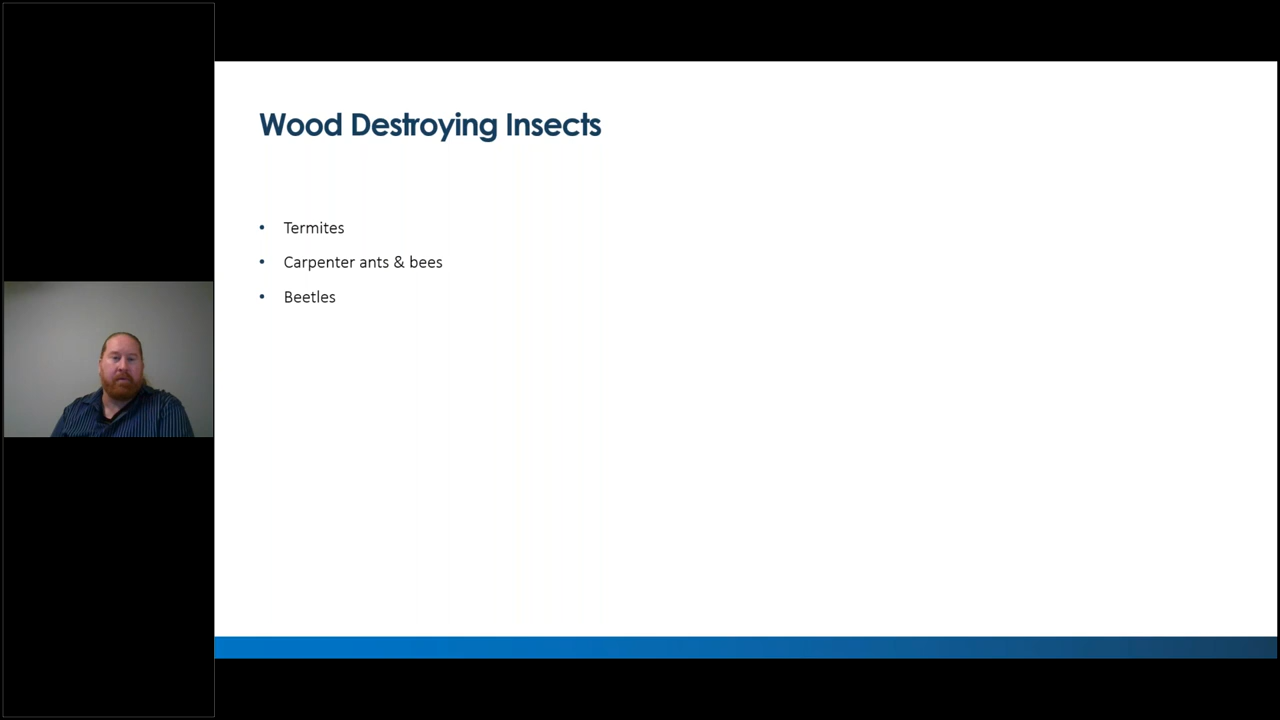 Wood Destroying Insects
• Termites
• Carpenter ants & bees
• Beetles